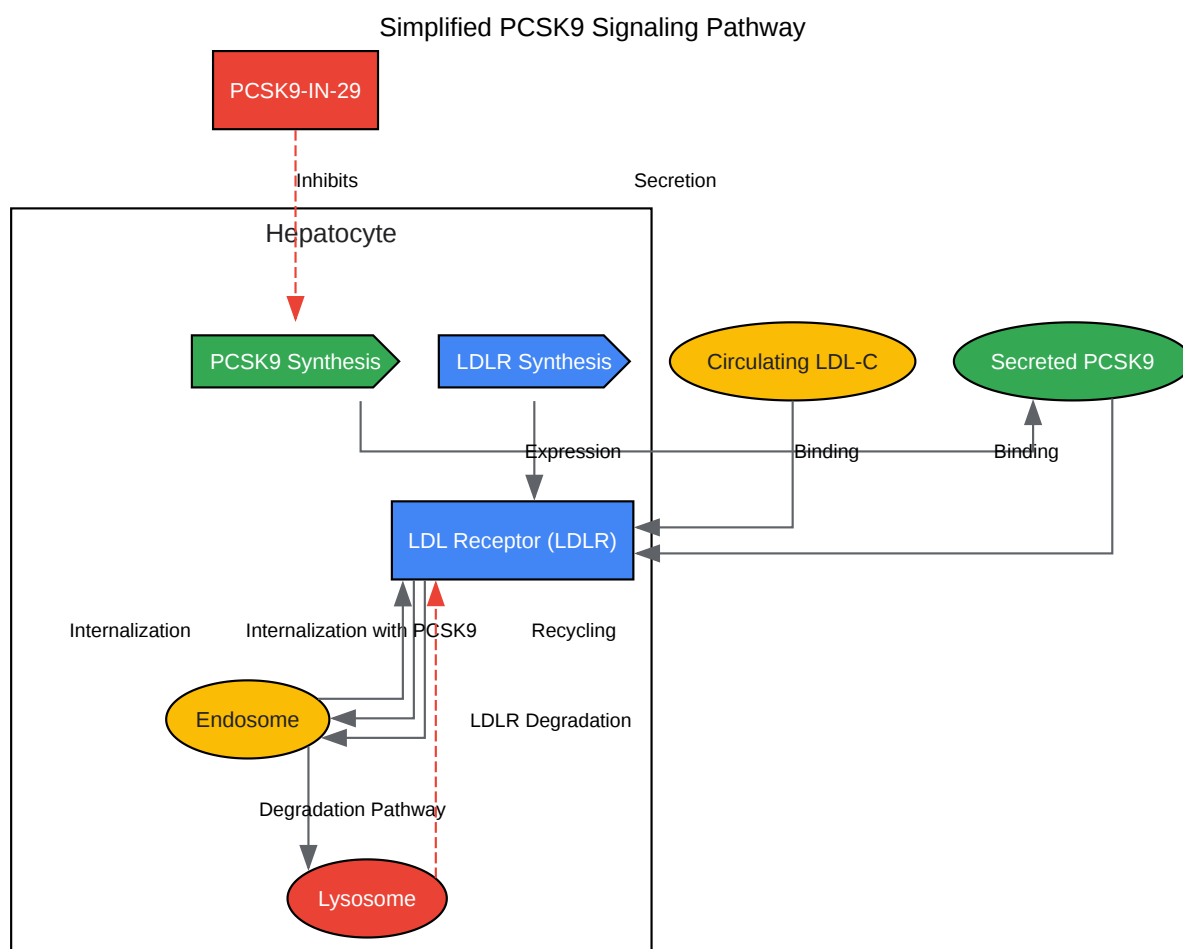 Simplified PCSK9 Signaling Pathway
PCSK9-IN-29
Inhibits
Secretion
Hepatocyte
PCSK9 Synthesis
LDLR Synthesis
Circulating LDL-C
Secreted PCSK9
Expression
Binding
Binding
LDL Receptor (LDLR)
Internalization
Internalization with PCSK9
Recycling
Endosome
LDLR Degradation
Degradation Pathway
Lysosome